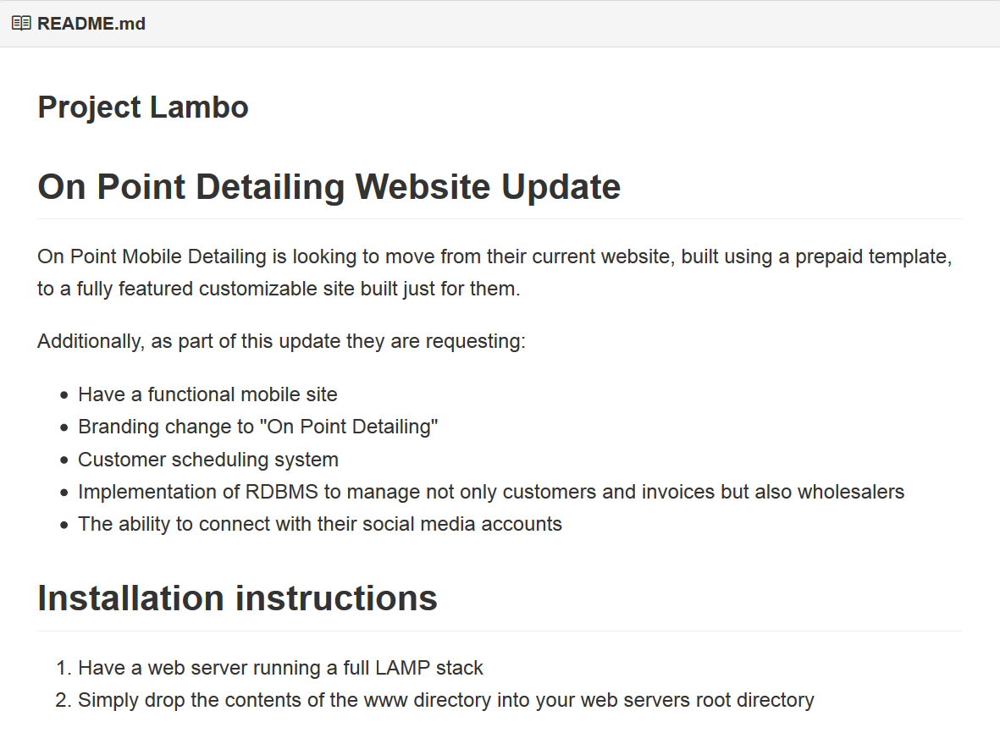 README.md
Project Lambo
On Point Detailing Website Update
On Point Mobile Detailing is looking to move from their current website, built using a prepaid template,
to a fully featured customizable site built just for them.
Additionally, as part of this update they are requesting:
Have a functional mobile site
Branding change to "On Point Detailing"
Customer scheduling system
Implementation of RDBMS to manage not only customers and invoices but also wholesalers
The ability to connect with their social media accounts
Installation instructions
1. Have a web server running a full LAMP stack
2. Simply drop the contents of the www directory into your web servers root directory